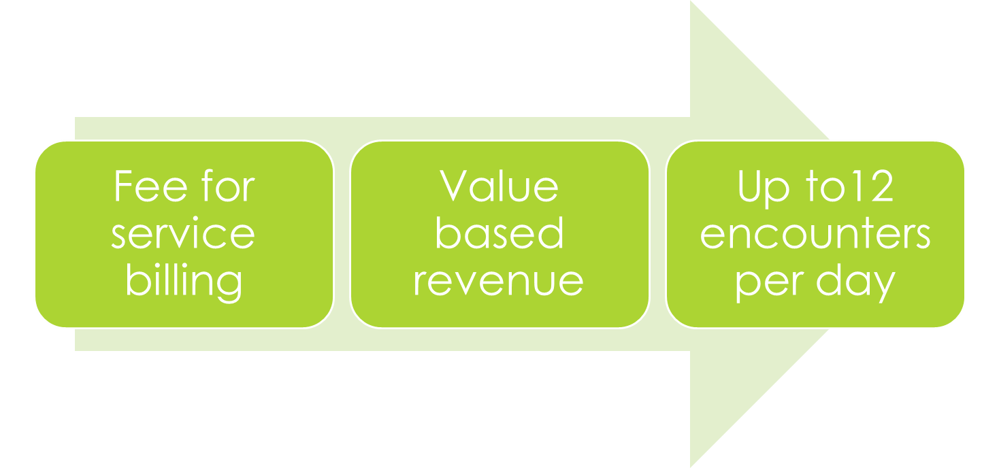 Fee for
service
billing
Value
based
revenue
Up to12
encounters
per day